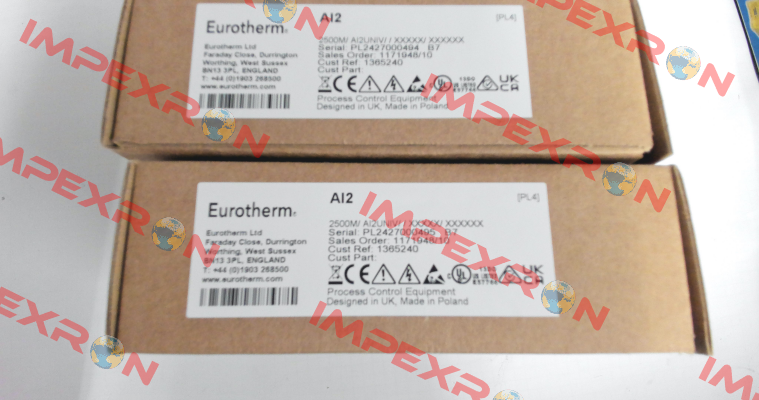 Eurotherm
Eurotherm Ltd
Faraday Close, Durrington
Worthing, West Sussex
BN13 3PL, ENGLAND
T: +44 (0)1903 268500
www.eurotherm.com
AI2
[PL4]
2500M/ AI2UNIV/ / XXXXX/ XXXXXX
Serial: PL2427000494 B7
Sales Order: 1171948/10
Cust Ref: 1365240
Cust Part
CE
UK
CA
Process Control Equipment
Designed in UK, Made in Poland
Eurotherm
Eurotherm Ltd
Faraday Close, Durrington
Worthing, West Sussex
BN13 3PL, ENGLAND
T: +44 (0)1903 268500
eurotherm.com
AI2
[PL4]
2500M/ AI2UNIV/ / XXXXX/ XXXXXX
Serial: PL2427000495 B7
Sales Order: 1171948/10
Cust Ref: 1365240
Cust Part:
CE
UK
CA
Process Control Equipment
Designed in UK, Made in Poland
IMPEXRON
IMPEXRON
IMPEXRON
IMPEXRON
IMPEXRON